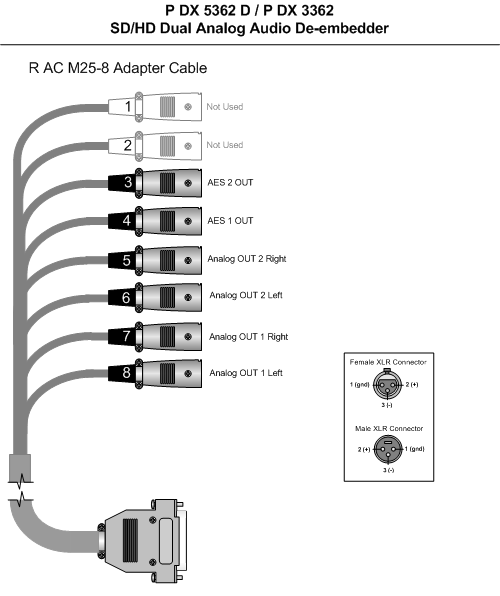 P DX 5362 D / P DX 3362
SD/HD Dual Analog Audio De-embedder
R AC M25-8 Adapter Cable
1 Not Used
2 Not Used
3 AES 2 OUT
4 AES 1 OUT
5 Analog OUT 2 Right
6 Analog OUT 2 Left
7 Analog OUT 1 Right
8 Analog OUT 1 Left
Female XLR Connector
1 (gnd) 2 (+)
3 (-)
Male XLR Connector
2 (+) 1 (gnd)
3 (-)